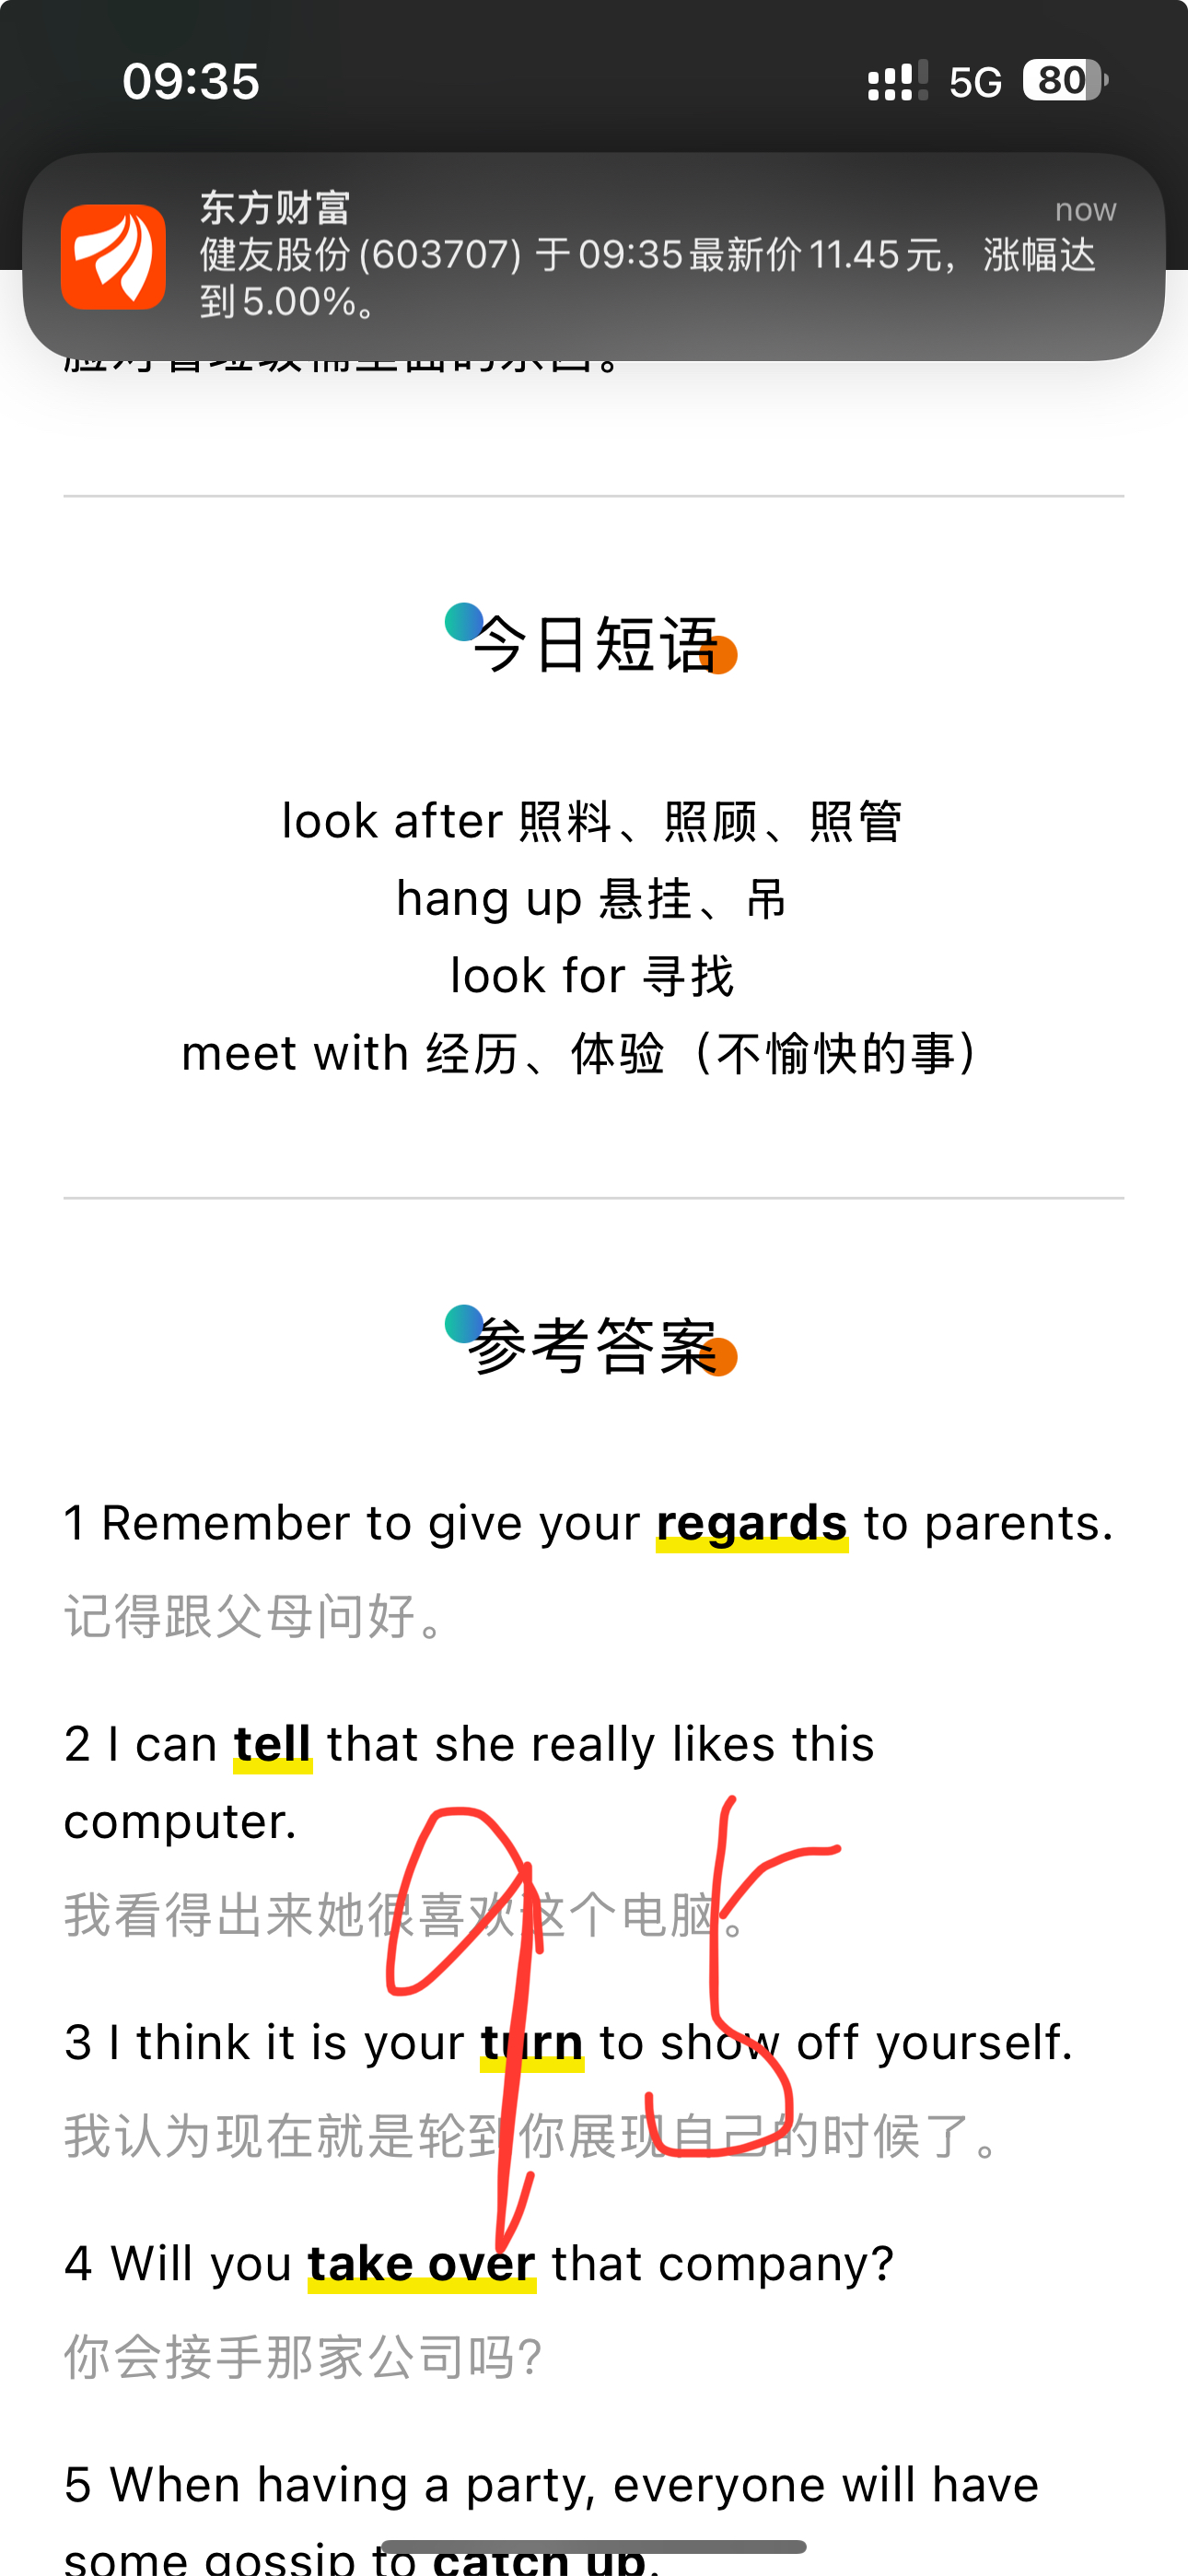 09:35
5G 80
东方财富 now
健友股份(603707) 于09:35最新价11.45元，涨幅达
到5.00%。
今日短语
look after 照料、照顾、照管
hang up 悬挂、吊
look for 寻找
meet with 经历、体验（不愉快的事）
参考答案
1 Remember to give your regards to parents.
记得跟父母问好。
2 I can tell that she really likes this
computer.
我看得出来她很喜欢这个电脑。
95
3 I think it is your turn to show off yourself.
我认为现在就是轮到你展现自己的时候了。
4 Will you take over that company?
你会接手那家公司吗?
5 When having a party, everyone will have
some gossip to catch up.